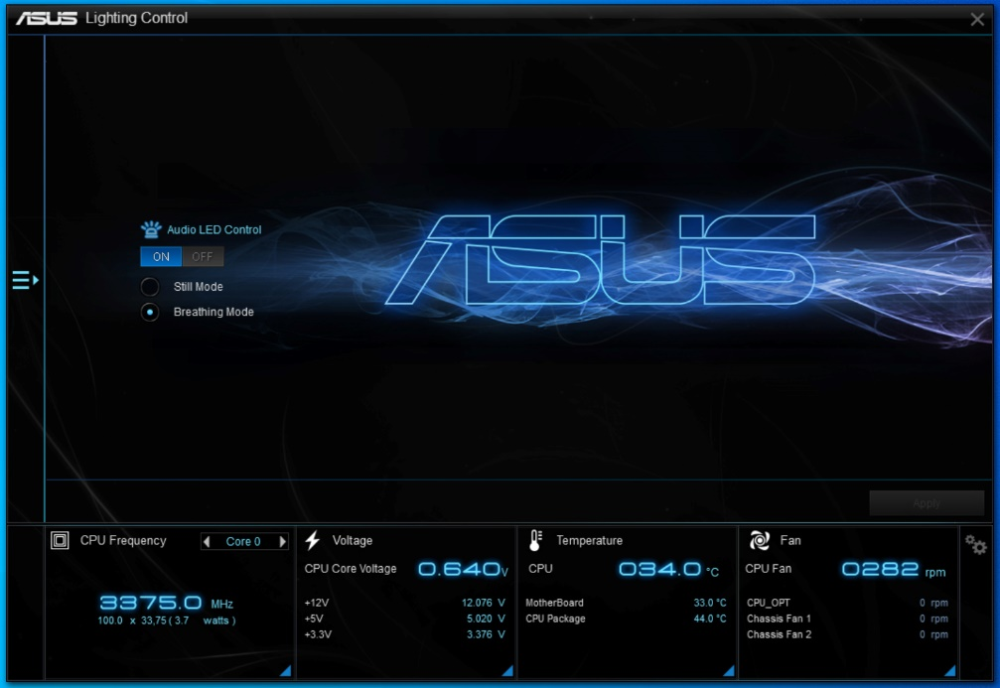 ASUS Lighting Control
ASUS
Audio LED Control
ON OFF
Still Mode
Breathing Mode
Apply
CPU Frequency Core 0
3375.0 MHz
100.0 x 33,75 ( 3.7 watts )
Voltage
CPU Core Voltage 0.640 V
+12V 12.076 V
+5V 5.020 V
+3.3V 3.376 V
Temperature
CPU 034.0 °C
MotherBoard 33.0 °C
CPU Package 44.0 °C
Fan
CPU Fan 0282 rpm
CPU_OPT 0 rpm
Chassis Fan 1 0 rpm
Chassis Fan 2 0 rpm